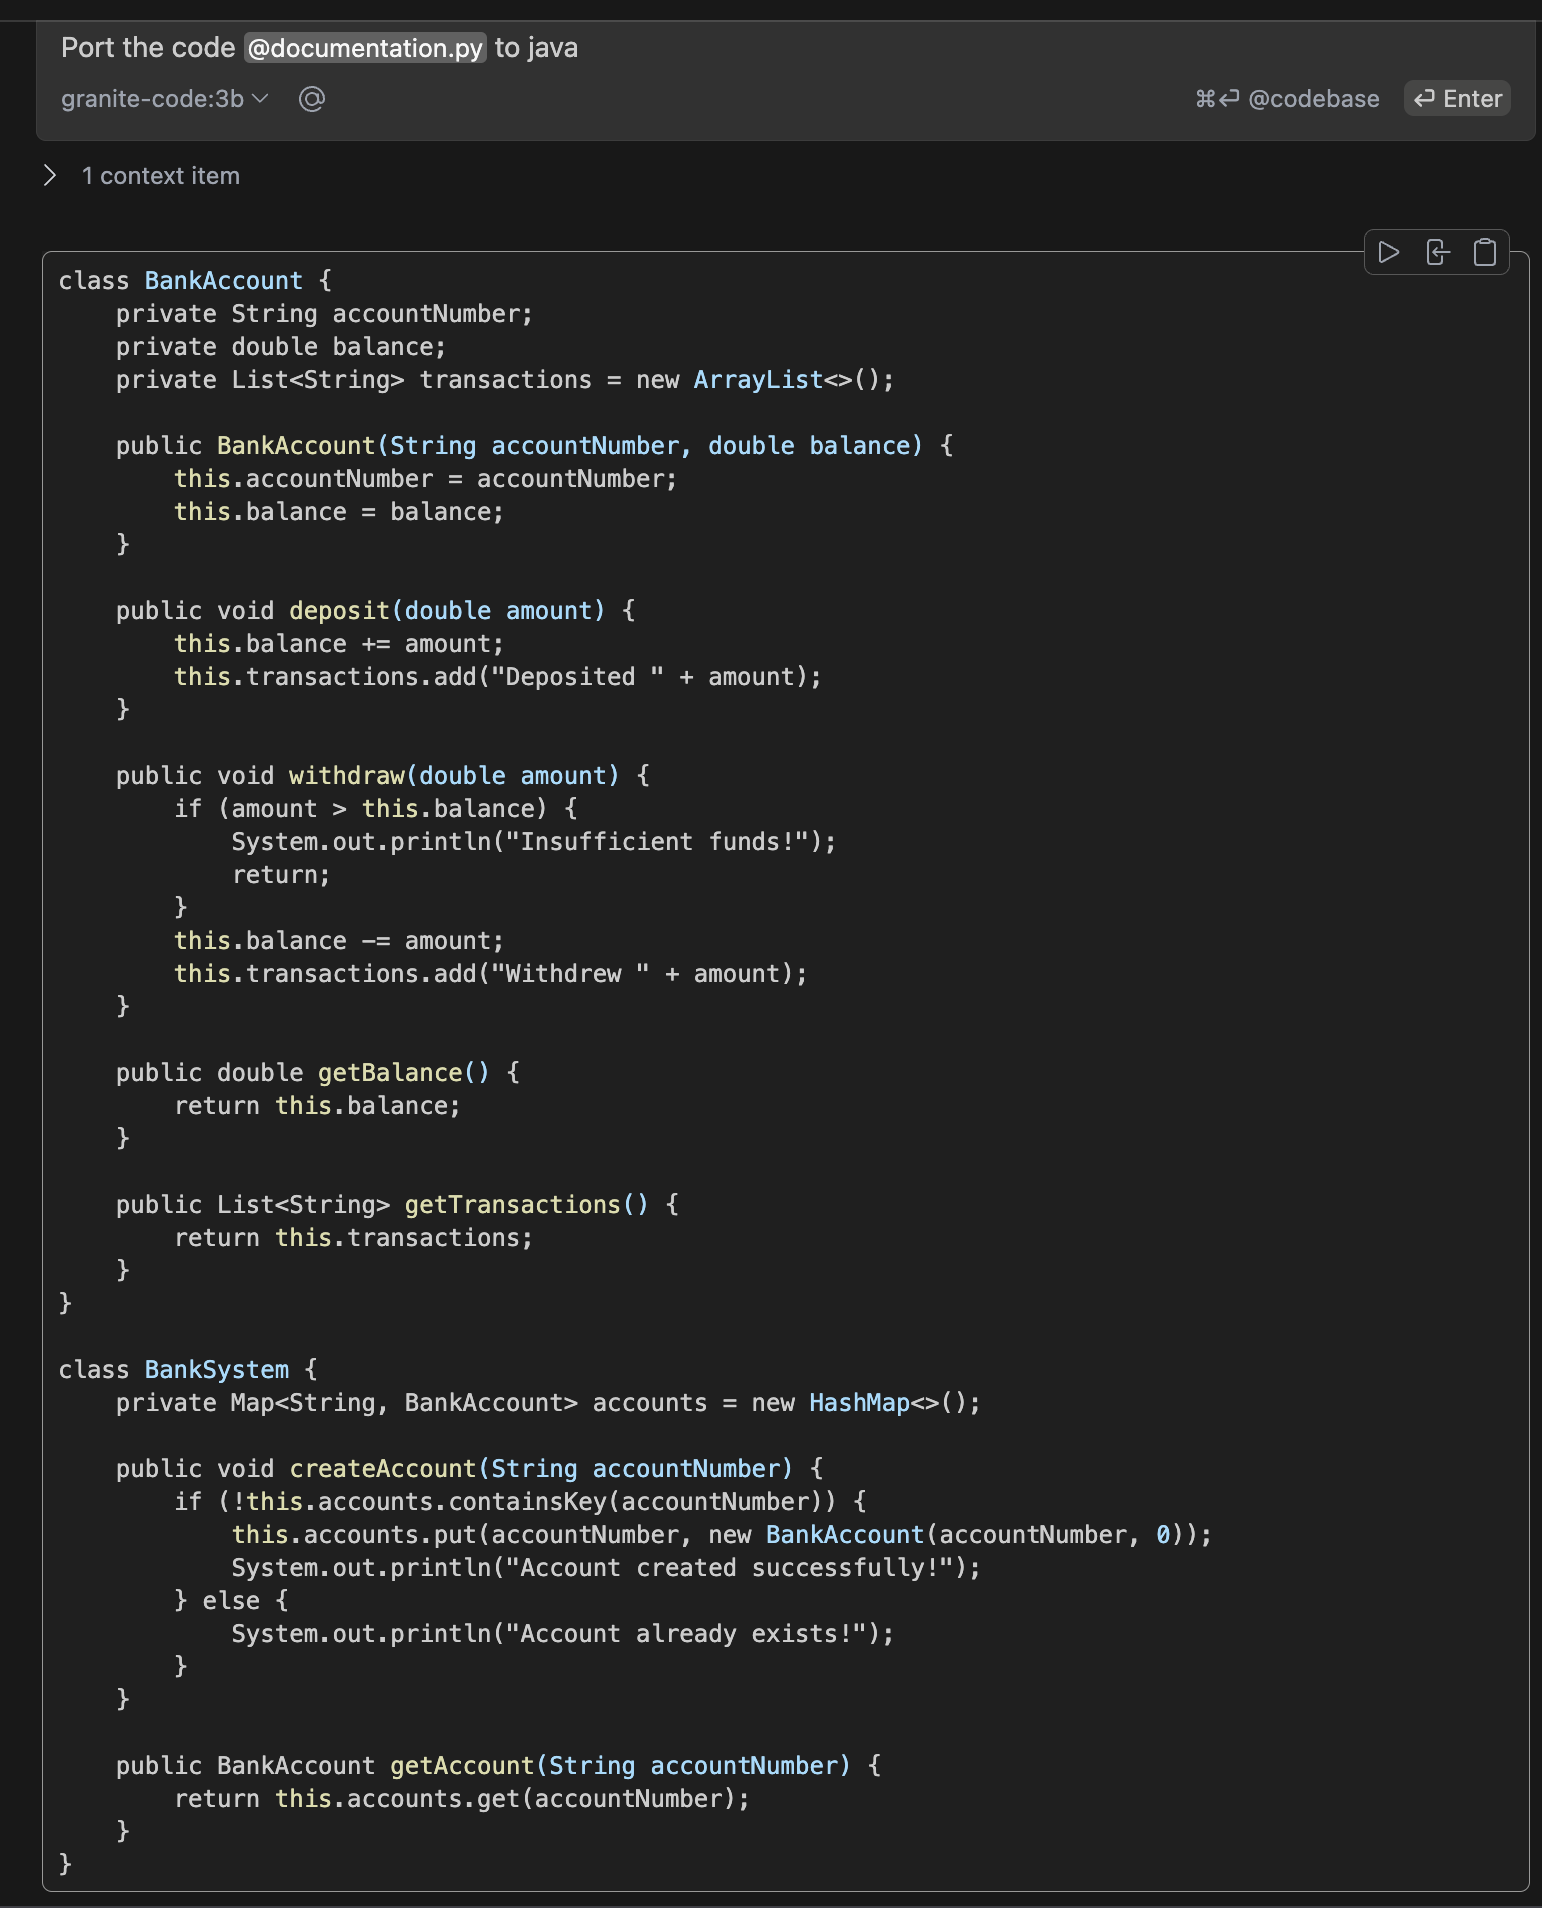 Port the code @documentation.py to java
granite-code:3b @ ⌘⏎ @codebase ⏎ Enter
1 context item
class BankAccount {
    private String accountNumber;
    private double balance;
    private List<String> transactions = new ArrayList<>();

    public BankAccount(String accountNumber, double balance) {
        this.accountNumber = accountNumber;
        this.balance = balance;
    }

    public void deposit(double amount) {
        this.balance += amount;
        this.transactions.add("Deposited " + amount);
    }

    public void withdraw(double amount) {
        if (amount > this.balance) {
            System.out.println("Insufficient funds!");
            return;
        }
        this.balance -= amount;
        this.transactions.add("Withdrew " + amount);
    }

    public double getBalance() {
        return this.balance;
    }

    public List<String> getTransactions() {
        return this.transactions;
    }
}

class BankSystem {
    private Map<String, BankAccount> accounts = new HashMap<>();

    public void createAccount(String accountNumber) {
        if (!this.accounts.containsKey(accountNumber)) {
            this.accounts.put(accountNumber, new BankAccount(accountNumber, 0));
            System.out.println("Account created successfully!");
        } else {
            System.out.println("Account already exists!");
        }
    }

    public BankAccount getAccount(String accountNumber) {
        return this.accounts.get(accountNumber);
    }
}